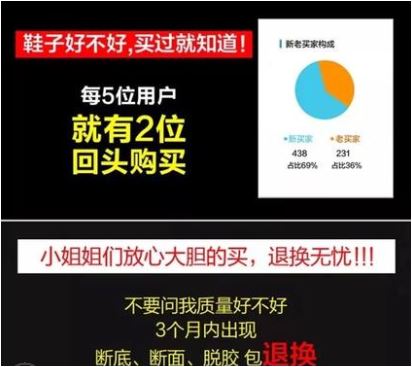 鞋子好不好,买过就知道!
每5位用户
就有2位
回头购买
新老买家构成
新买家 老买家
438 231
占比69% 占比36%
小姐姐们放心大胆的买，退换无忧!!!
不要问我质量好不好
3个月内出现
断底、断面、脱胶 包退换